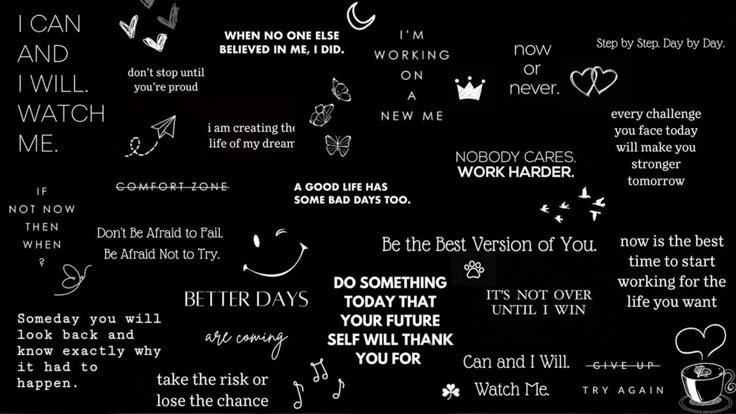 I CAN
AND
I WILL.
WATCH
ME.
don't stop until
you're proud
WHEN NO ONE ELSE
BELIEVED IN ME, I DID.
I'M
WORKING
ON
A
NEW ME
now
or
never.
Step by Step. Day by Day.
i am creating the
life of my dream
every challenge
you face today
will make you
stronger
tomorrow
NOBODY CARES.
WORK HARDER.
IF
NOT NOW
THEN
WHEN
?
COMFORT ZONE
A GOOD LIFE HAS
SOME BAD DAYS TOO.
Don't Be Afraid to Fail.
Be Afraid Not to Try.
Be the Best Version of You.
now is the best
time to start
working for the
life you want
BETTER DAYS
are coming
DO SOMETHING
TODAY THAT
YOUR FUTURE
SELF WILL THANK
YOU FOR
IT'S NOT OVER
UNTIL I WIN
Someday you will
look back and
know exactly why
it had to
happen.
take the risk or
lose the chance
Can and I Will.
Watch Me.
GIVE UP
TRY AGAIN